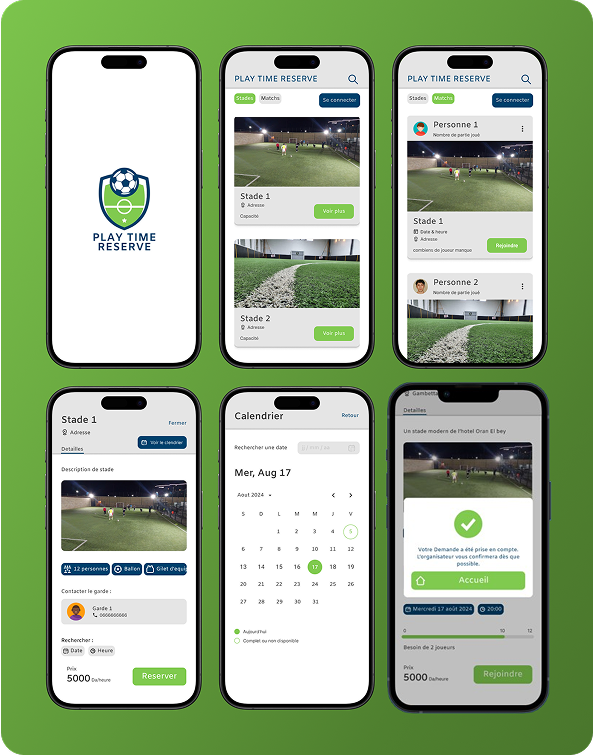 PLAY TIME
RESERVE
PLAY TIME RESERVE
Stades
Matchs
Se connecter
Stade 1
Adresse
Capacité
Voir plus
Stade 2
Adresse
Capacité
Voir plus
PLAY TIME RESERVE
Stades
Matchs
Se connecter
Personne 1
Nombre de partie joué
Stade 1
Date & heure
Adresse
combiens de joueur manque
Rejoindre
Personne 2
Nombre de partie joué
Stade 1
Adresse
Fermer
Voir le clendrier
Detailles
Description de stade
12 personnes
Ballon
Gilet d'equip
Contacter le garde :
Garde 1
0666666666
Rechercher :
Date
Heure
Prix
5000 Da/heure
Reserver
Calendrier
Retour
Rechercher une date
Mer, Aug 17
Aout 2024
S D L M M J V
1 2 3 4 5
6 7 8 9 10 11 12
13 14 15 16 17 18 19
20 21 22 23 24 25 26
27 28 29 30 31
Aujourd'hui
Complet ou non disponible
Gambetta
Detailles
Un stade modern de l'hotel Oran El bey
Votre Demande a été prise en compte.
L'organisateur vous confirmera dès que
possible.
Accueil
Mercredi 17 août 2024
20:00
0 10 12
Besoin de 2 joueurs
Prix
5000 Da/heure
Rejoindre